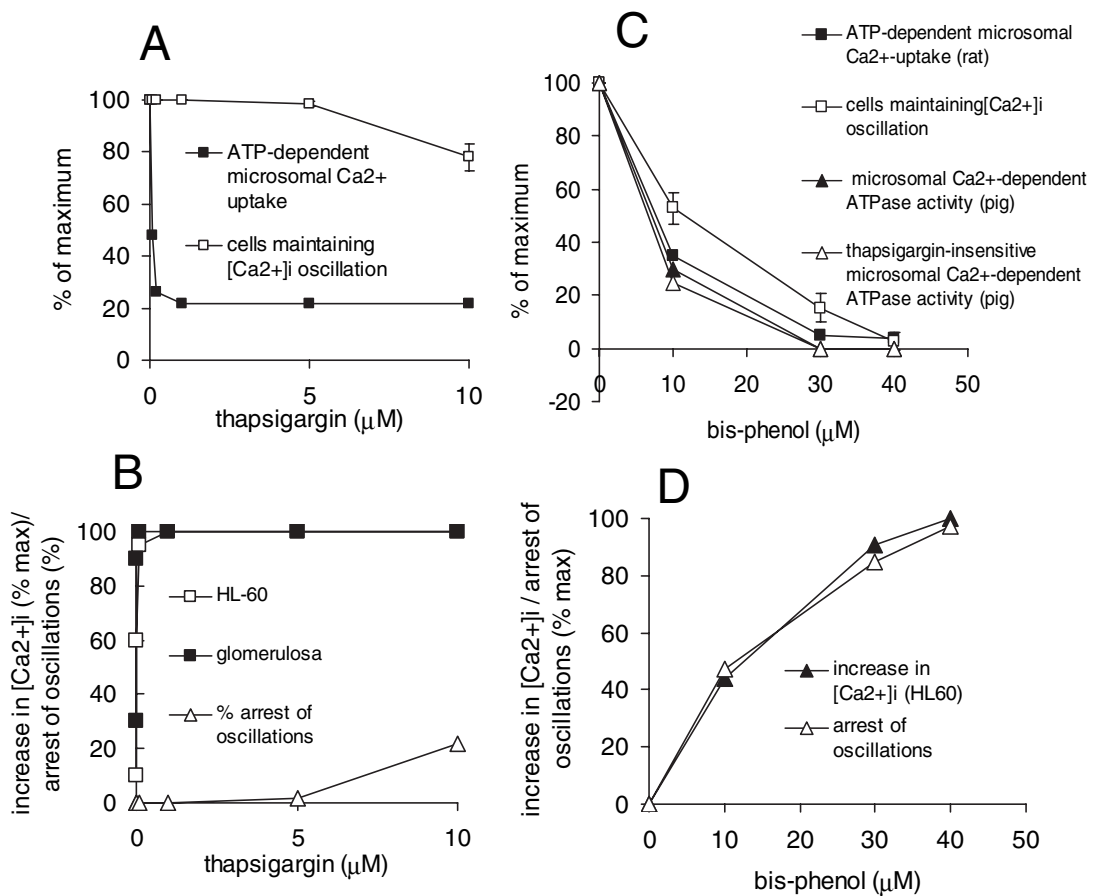 A
% of maximum
100
80
60
40
20
0
ATP-dependent
microsomal Ca2+
uptake
cells maintaining
[Ca2+]i oscillation
0
5
10
thapsigargin (μM)
C
% of maximum
100
80
60
40
20
0
-20
0
10
20
30
40
50
bis-phenol (μM)
ATP-dependent microsomal
Ca2+-uptake (rat)
cells maintaining[Ca2+]i
oscillation
microsomal Ca2+-dependent
ATPase activity (pig)
thapsigargin-insensitive
microsomal Ca2+-dependent
ATPase activity (pig)
B
increase in [Ca2+]i (% max)/
arrest of oscillations (%)
100
80
60
40
20
0
HL-60
glomerulosa
% arrest of
oscillations
0
5
10
thapsigargin (μM)
D
increase in [Ca2+]i / arrest of
oscillations (% max)
100
80
60
40
20
0
increase in
[Ca2+]i (HL60)
arrest of
oscillations
0
10
20
30
40
50
bis-phenol (μM)